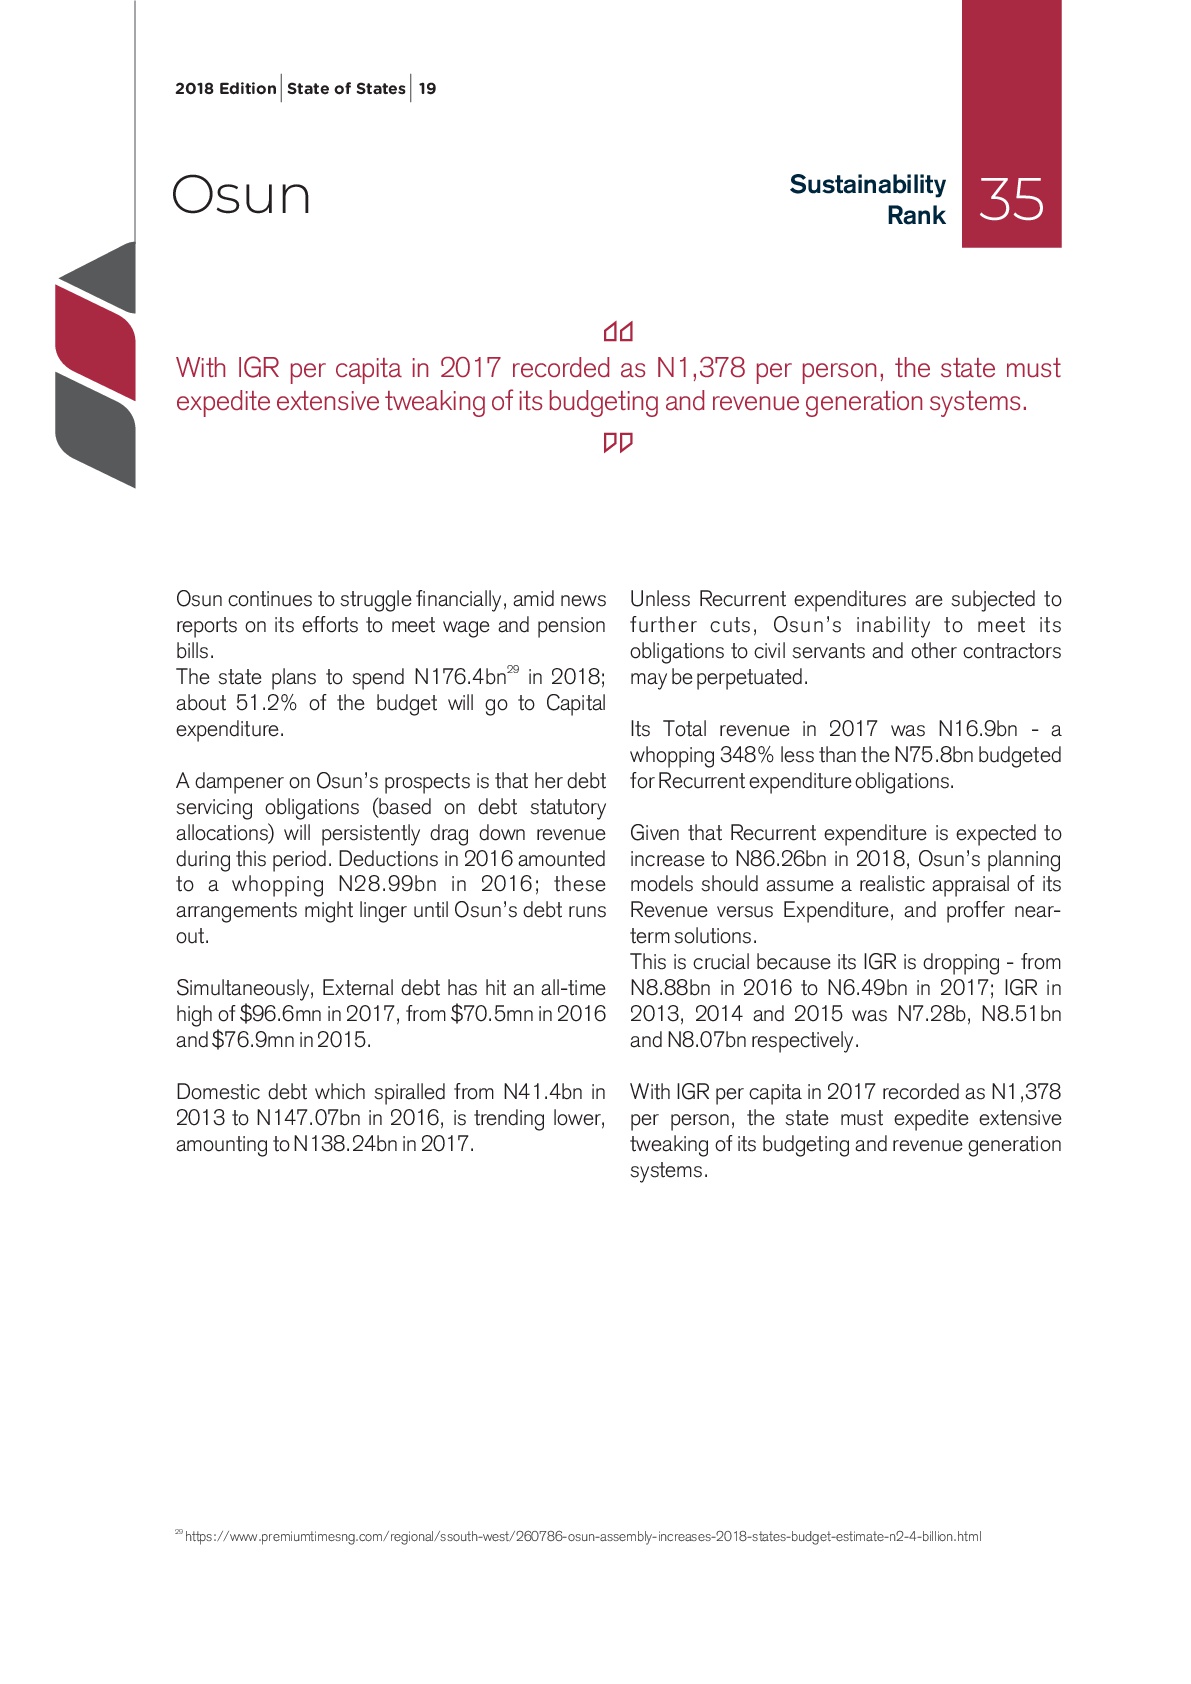 2018 Edition | State of States | 19
Osun
Sustainability
Rank
35
With IGR per capita in 2017 recorded as N1,378 per person, the state must
expedite extensive tweaking of its budgeting and revenue generation systems.
Osun continues to struggle financially, amid news
reports on its efforts to meet wage and pension
bills.
The state plans to spend N176.4bn29 in 2018;
about 51.2% of the budget will go to Capital
expenditure.
A dampener on Osun's prospects is that her debt
servicing obligations (based on debt statutory
allocations) will persistently drag down revenue
during this period. Deductions in 2016 amounted
to a whopping N28.99bn in 2016; these
arrangements might linger until Osun's debt runs
out.
Simultaneously, External debt has hit an all-time
high of $96.6mn in 2017, from $70.5mn in 2016
and $76.9mn in 2015.
Domestic debt which spiralled from N41.4bn in
2013 to N147.07bn in 2016, is trending lower,
amounting to N138.24bn in 2017.
Unless Recurrent expenditures are subjected to
further cuts, Osun's inability to meet its
obligations to civil servants and other contractors
may be perpetuated.
Its Total revenue in 2017 was N16.9bn - a
whopping 348% less than the N75.8bn budgeted
for Recurrent expenditure obligations.
Given that Recurrent expenditure is expected to
increase to N86.26bn in 2018, Osun's planning
models should assume a realistic appraisal of its
Revenue versus Expenditure, and proffer near-
term solutions.
This is crucial because its IGR is dropping - from
N8.88bn in 2016 to N6.49bn in 2017; IGR in
2013, 2014 and 2015 was N7.28b, N8.51bn
and N8.07bn respectively.
With IGR per capita in 2017 recorded as N1,378
per person, the state must expedite extensive
tweaking of its budgeting and revenue generation
systems.
29 https://www.premiumtimesng.com/regional/ssouth-west/260786-osun-assembly-increases-2018-states-budget-estimate-n2-4-billion.html